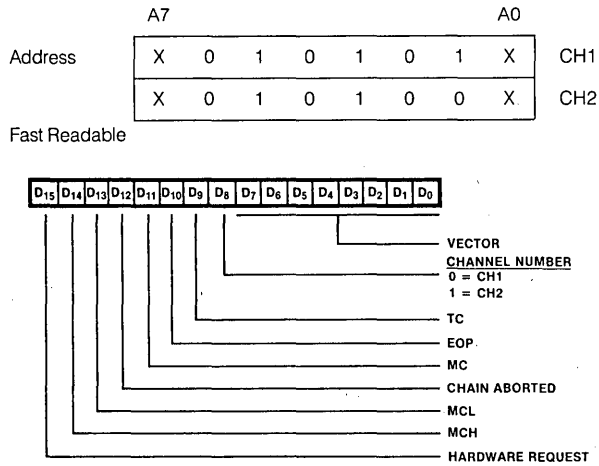 A7 A0
Address X 0 1 0 1 0 1 X CH1
X 0 1 0 1 0 0 X CH2
Fast Readable
D15 D14 D13 D12 D11 D10 D9 D8 D7 D6 D5 D4 D3 D2 D1 D0
VECTOR
CHANNEL NUMBER
0 = CH1
1 = CH2
TC
EOP
MC
CHAIN ABORTED
MCL
MCH
HARDWARE REQUEST